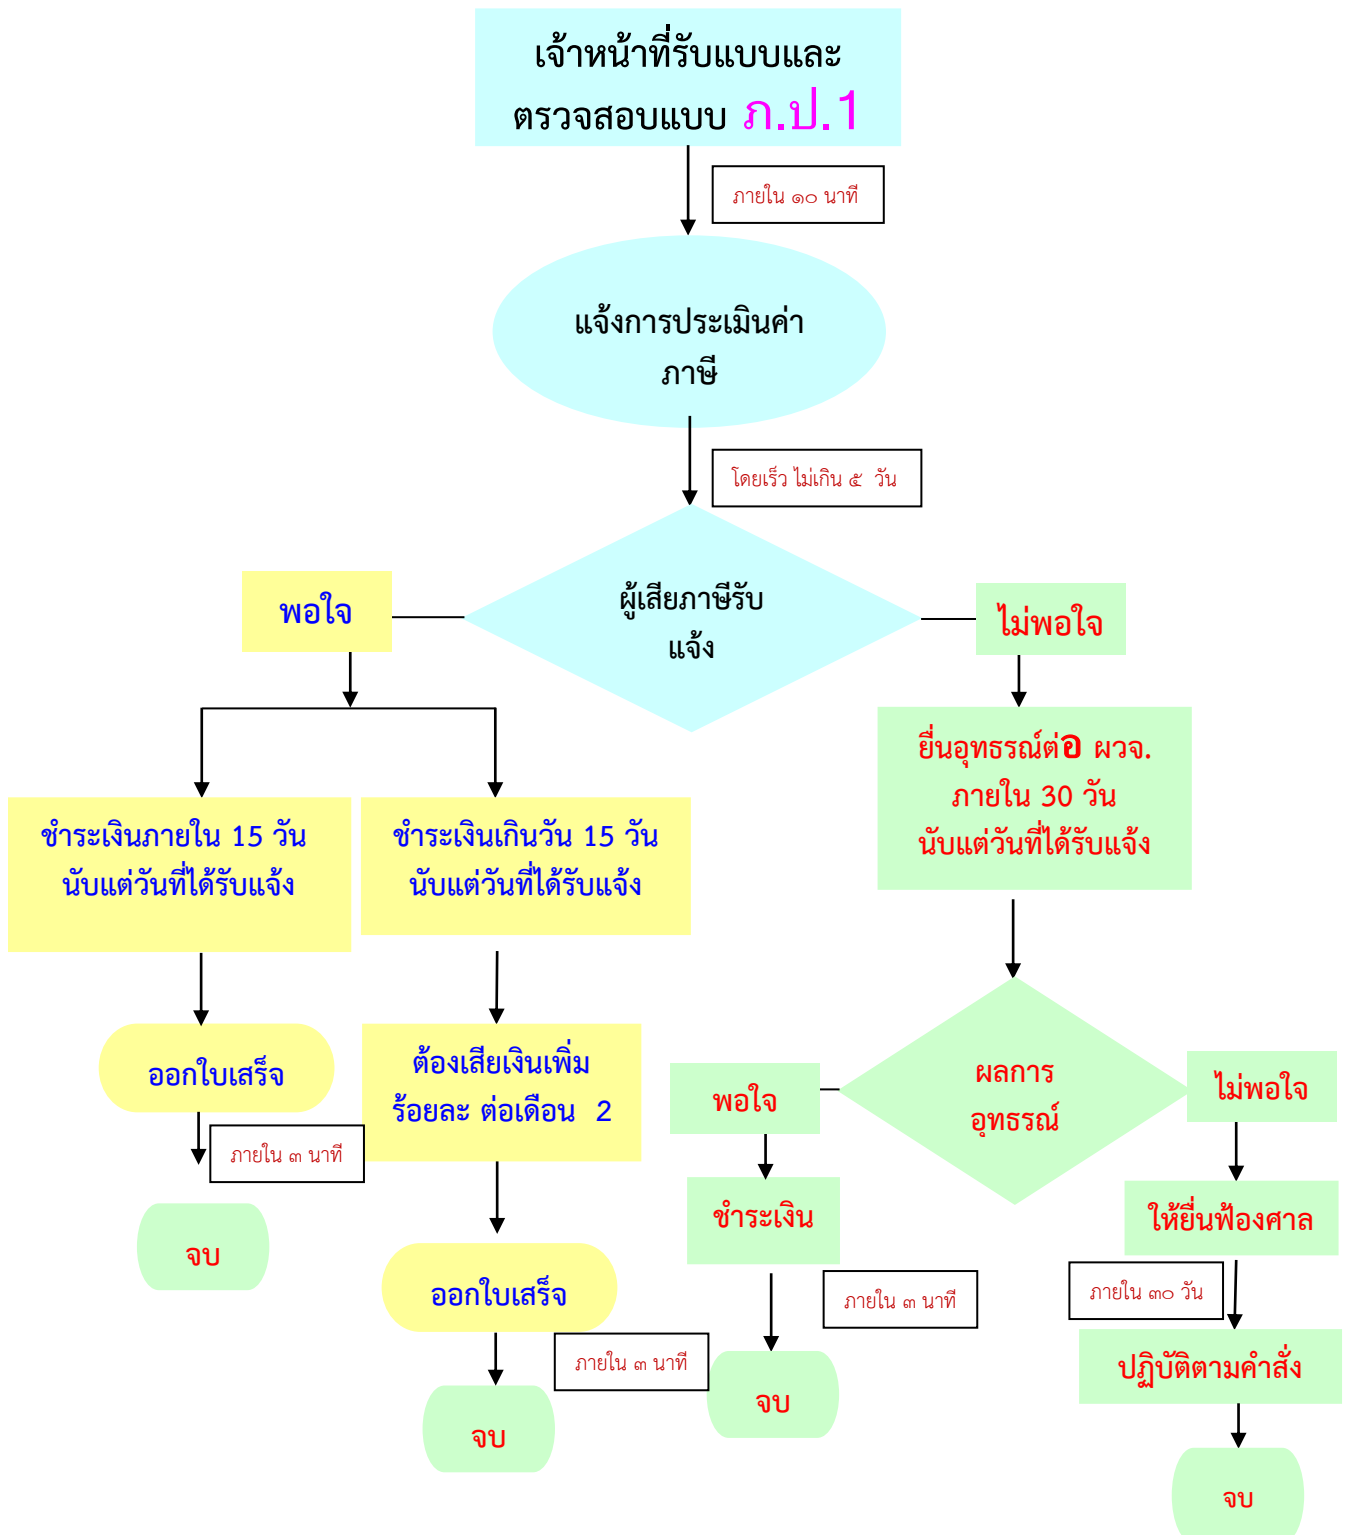 เจ้าหน้าที่รับแบบและ
ตรวจสอบแบบ ภ.ป.1
ภายใน ๑๐ นาที
แจ้งการประเมินค่า
ภาษี
โดยเร็ว ไม่เกิน ๕ วัน
ผู้เสียภาษีรับ
แจ้ง
พอใจ
ไม่พอใจ
ชำระเงินภายใน 15 วัน
นับแต่วันที่ได้รับแจ้ง
ชำระเงินเกินวัน 15 วัน
นับแต่วันที่ได้รับแจ้ง
ยื่นอุทธรณ์ต่อ ผวจ.
ภายใน 30 วัน
นับแต่วันที่ได้รับแจ้ง
ออกใบเสร็จ
ภายใน ๓ นาที
จบ
ต้องเสียเงินเพิ่ม
ร้อยละ ต่อเดือน 2
ออกใบเสร็จ
ภายใน ๓ นาที
จบ
ผลการ
อุทธรณ์
พอใจ
ไม่พอใจ
ชำระเงิน
ภายใน ๓ นาที
จบ
ให้ยื่นฟ้องศาล
ภายใน ๓๐ วัน
ปฏิบัติตามคำสั่ง
จบ